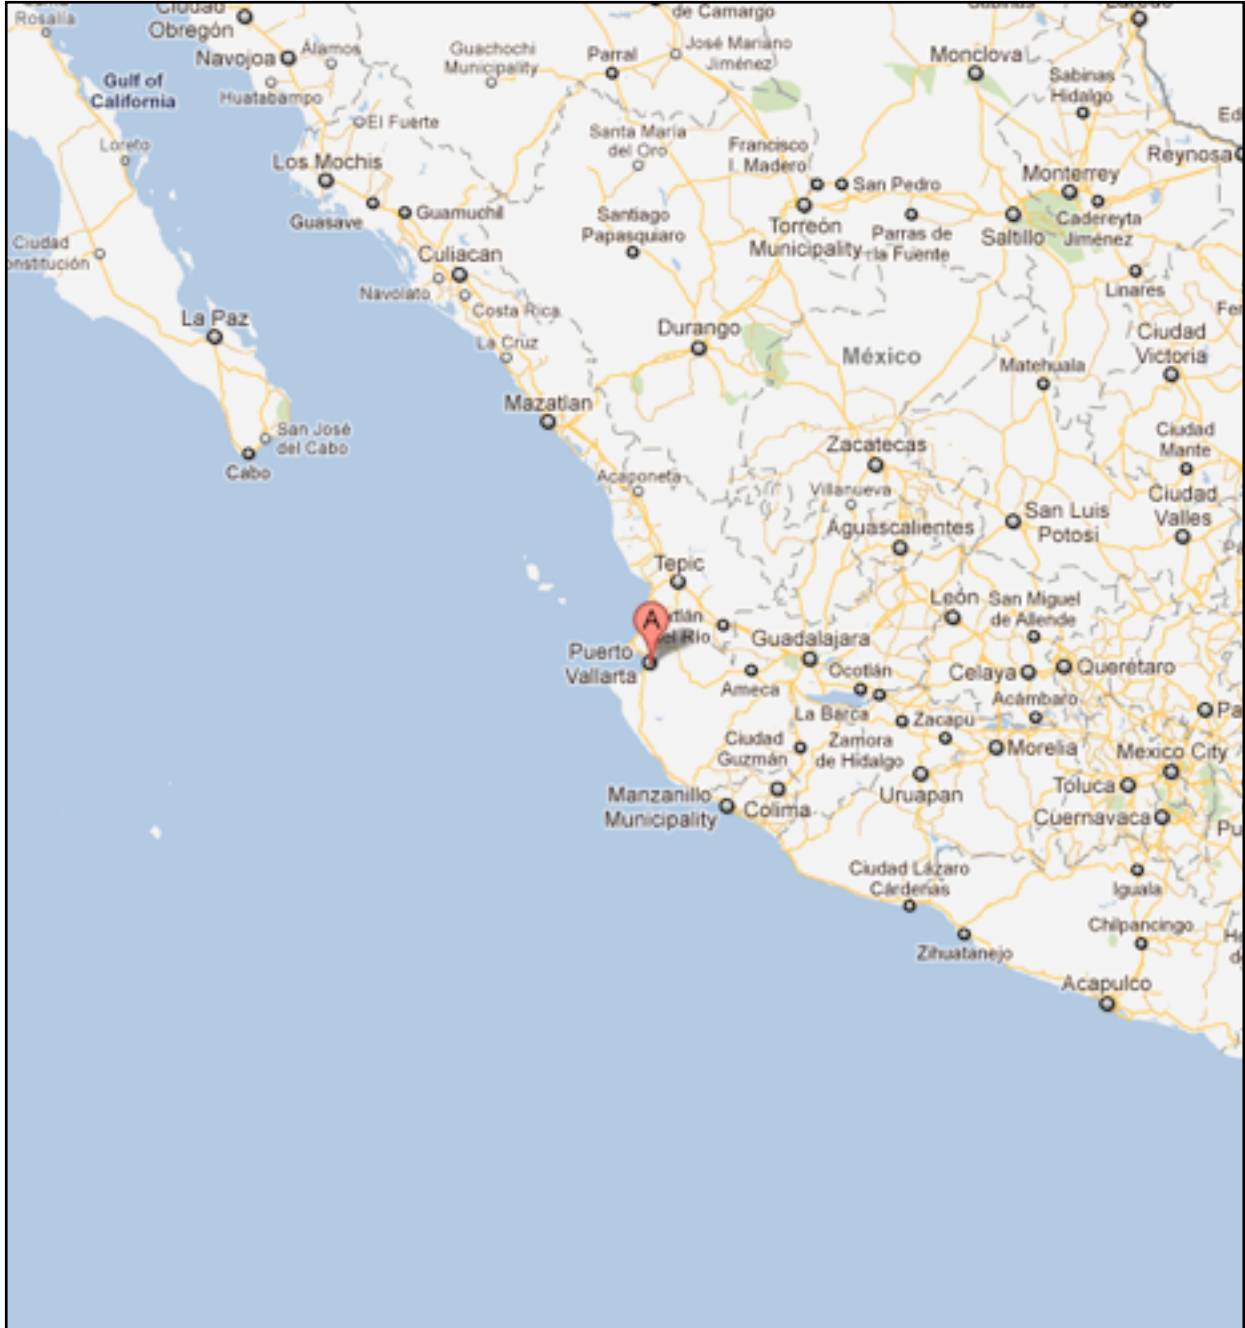 Rosalía
Ciudad
Obregón
Navojoa
Álamos
Huatabampo
Gulf of
California
Guachochi
Municipality
Parral
de Camargo
José Mariano
Jiménez
Monclova
Sabinas
Hidalgo
El Fuerte
Loreto
Los Mochis
Santa María
del Oro
Francisco
I. Madero
San Pedro
Monterrey
Reynosa
Guasave
Guamuchil
Santiago
Papasquiaro
Torreón
Municipality
Parras de
la Fuente
Saltillo
Cadereyta
Jiménez
Ciudad
Culiacan
Navolato
Costa Rica
Linares
La Paz
La Cruz
Durango
México
Matehuala
Ciudad
Victoria
Mazatlan
San José
del Cabo
Cabo
Zacatecas
Ciudad
Mante
Acaponeta
Villanueva
San Luis
Potosi
Ciudad
Valles
Aguascalientes
Tepic
León
San Miguel
de Allende
A
Puerto
Vallarta
Guadalajara
Ameca
Ocotlán
Celaya
Querétaro
La Barca
Zacapu
Acámbaro
Ciudad
Guzmán
Zamora
de Hidalgo
Morelia
Mexico City
Manzanillo
Municipality
Colima
Uruapan
Toluca
Cuernavaca
Ciudad Lázaro
Cárdenas
Iguala
Zihuatanejo
Chilpancingo
Acapulco